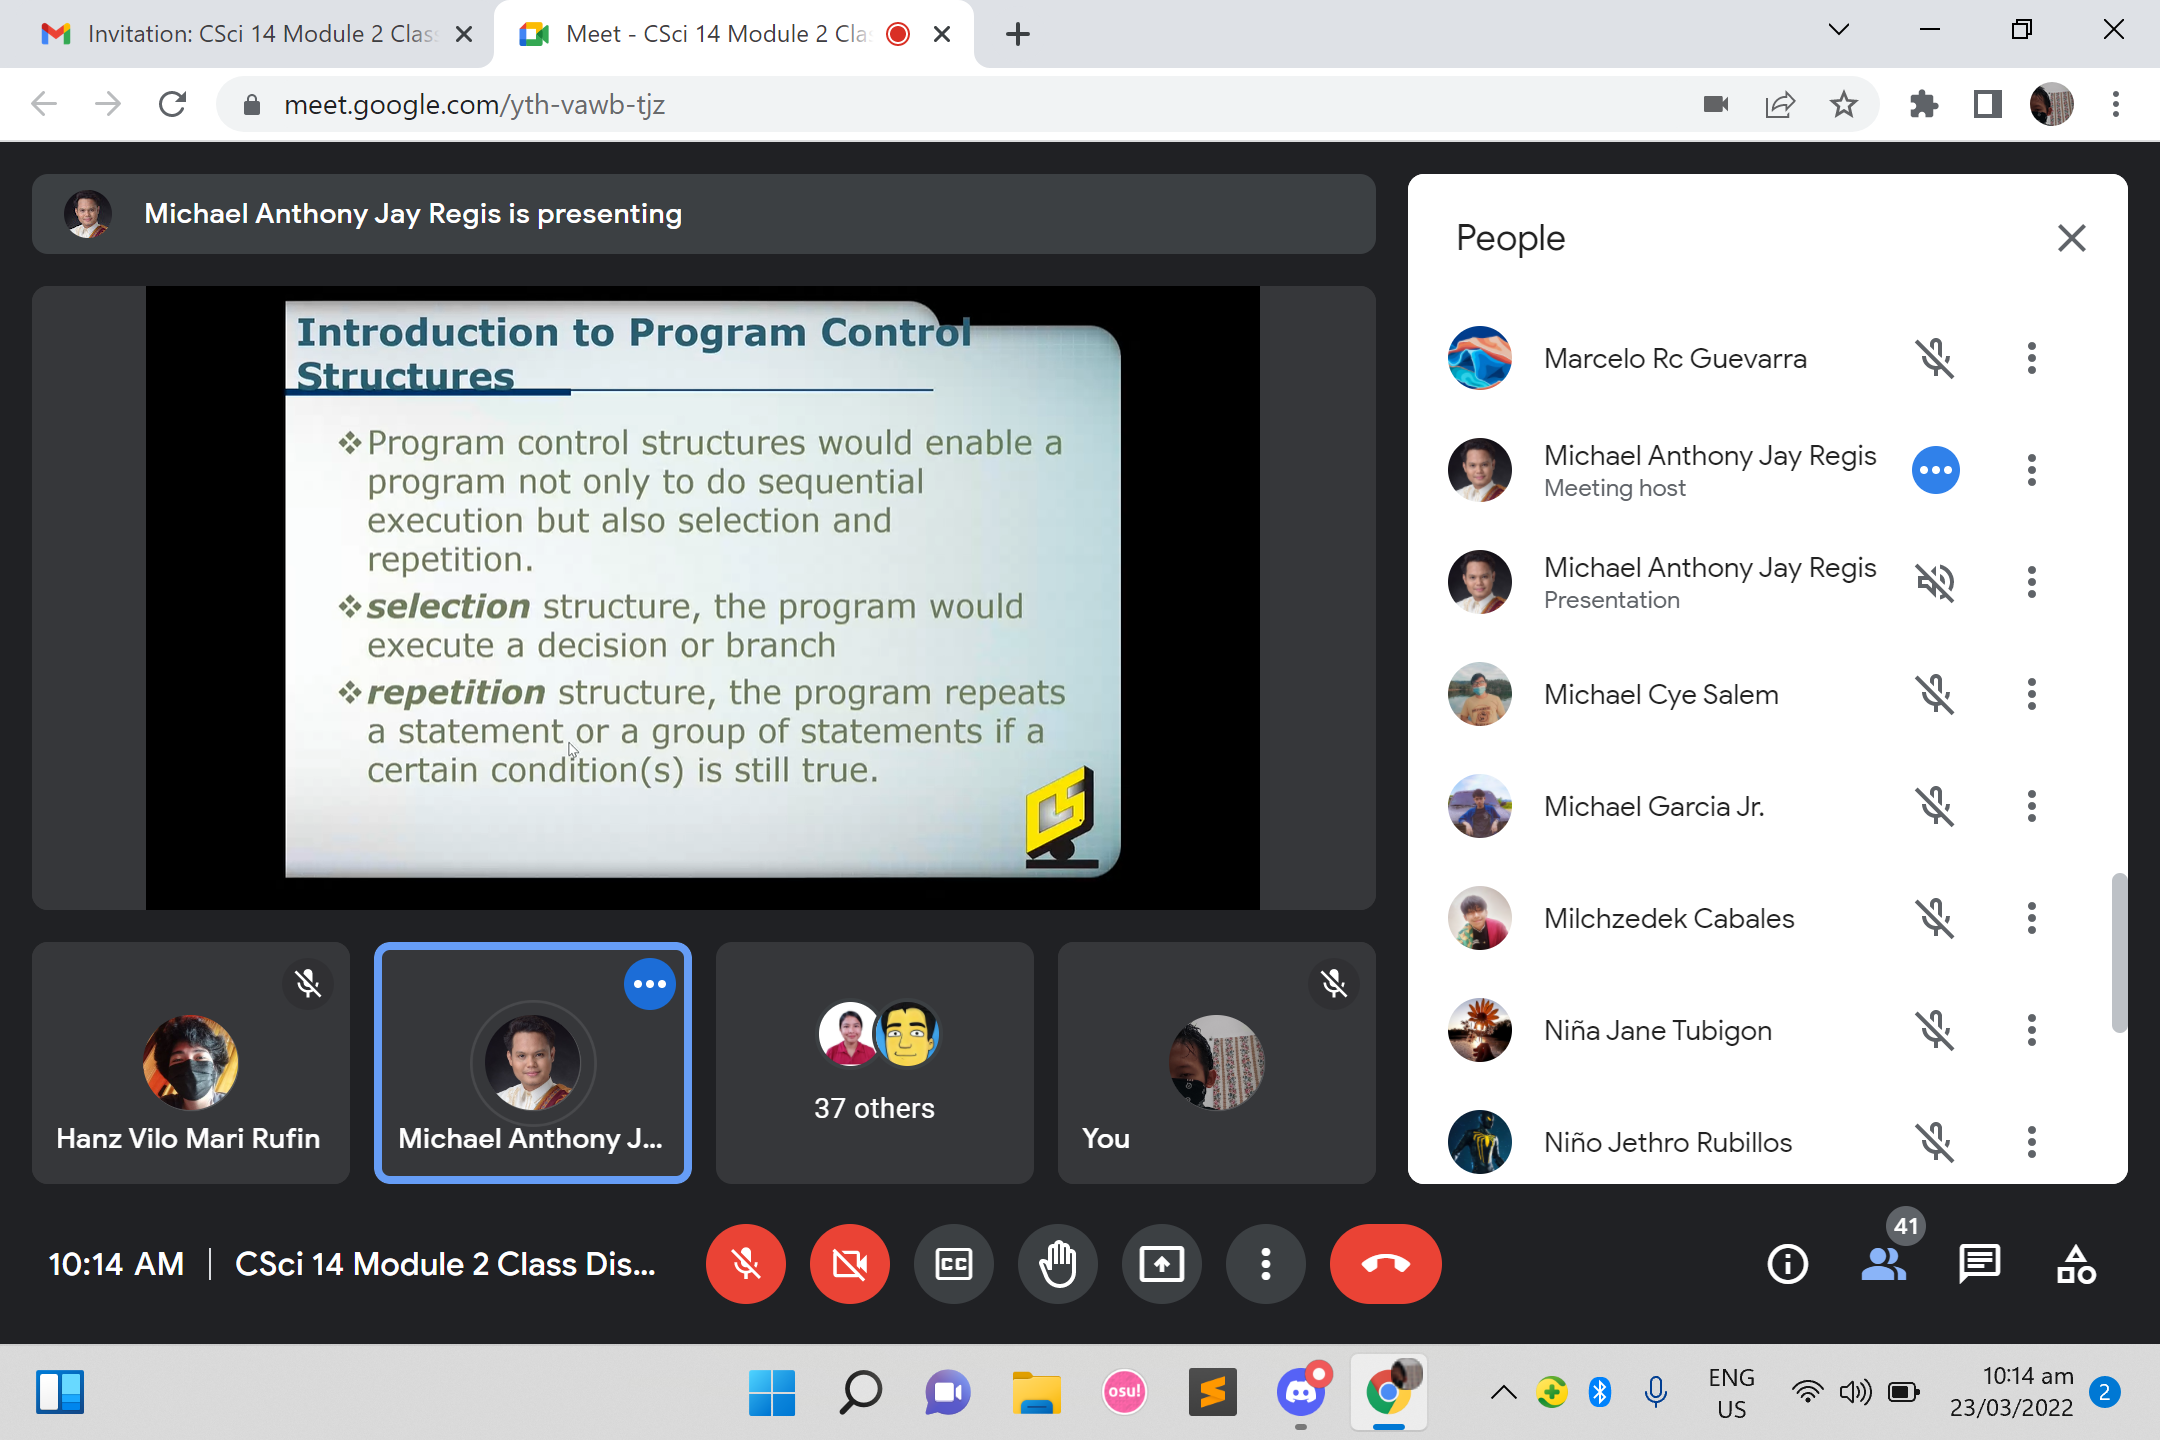 Invitation: CSci 14 Module 2 Clas
Meet - CSci 14 Module 2 Cla
meet.google.com/yth-vawb-tjz
Michael Anthony Jay Regis is presenting
Introduction to Program Control
Structures
Program control structures would enable a
program not only to do sequential
execution but also selection and
repetition.
selection structure, the program would
execute a decision or branch
repetition structure, the program repeats
a statement or a group of statements if a
certain condition(s) is still true.
People
Marcelo Rc Guevarra
Michael Anthony Jay Regis
Meeting host
Michael Anthony Jay Regis
Presentation
Michael Cye Salem
Michael Garcia Jr.
Milchzedek Cabales
Niña Jane Tubigon
Niño Jethro Rubillos
Hanz Vilo Mari Rufin
Michael Anthony J...
37 others
You
10:14 AM | CSci 14 Module 2 Class Dis...
CC
41
osu!
ENG
US
10:14 am
23/03/2022
2